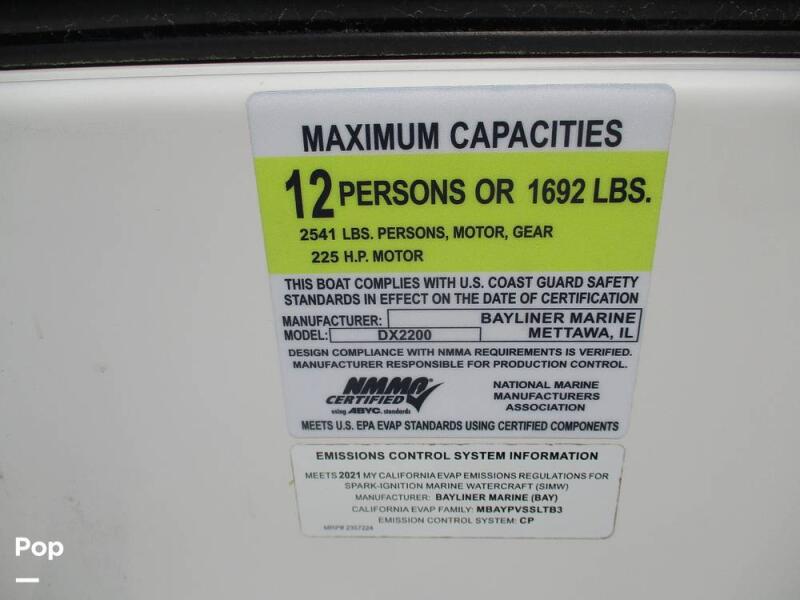 MAXIMUM CAPACITIES
12 PERSONS OR 1692 LBS.
2541 LBS. PERSONS, MOTOR, GEAR
225 H.P. MOTOR
THIS BOAT COMPLIES WITH U.S. COAST GUARD SAFETY
STANDARDS IN EFFECT ON THE DATE OF CERTIFICATION
MANUFACTURER: BAYLINER MARINE
MODEL: DX2200 METTAWA, IL
DESIGN COMPLIANCE WITH NMMA REQUIREMENTS IS VERIFIED.
MANUFACTURER RESPONSIBLE FOR PRODUCTION CONTROL.
NMMA®
CERTIFIED
using ABYC. standards
NATIONAL MARINE
MANUFACTURERS
ASSOCIATION
MEETS U.S. EPA EVAP STANDARDS USING CERTIFIED COMPONENTS
EMISSIONS CONTROL SYSTEM INFORMATION
MEETS 2021 MY CALIFORNIA EVAP EMISSIONS REGULATIONS FOR
SPARK-IGNITION MARINE WATERCRAFT (SIMW)
MANUFACTURER: BAYLINER MARINE (BAY)
CALIFORNIA EVAP FAMILY: MBAYPVSSLTB3
EMISSION CONTROL SYSTEM: CP
MRP# 2357224
Pop